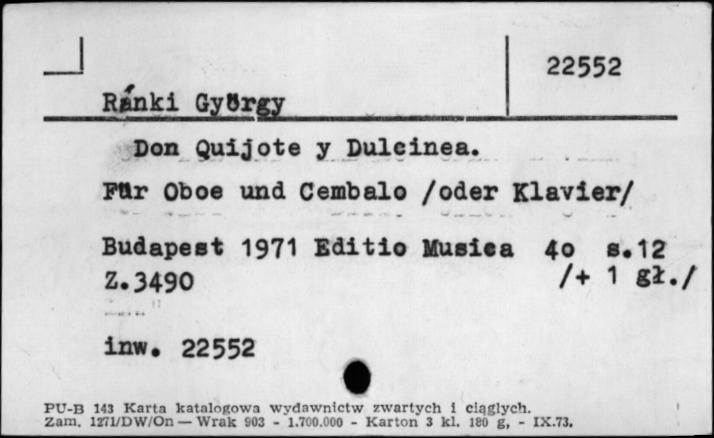 22552
Ránki György
Don Quijote y Dulcinea.
Für Oboe und Cembalo /oder Klavier/
Budapest 1971 Editio Musica 4o s.12
Z.3490 /+ 1 gł./
inw. 22552
PU-B 143 Karta katalogowa wydawnictw zwartych i ciągłych.
Zam. 1271/DW/On — Wrak 903 - 1.700.000 - Karton 3 kl. 180 g, - IX.73.